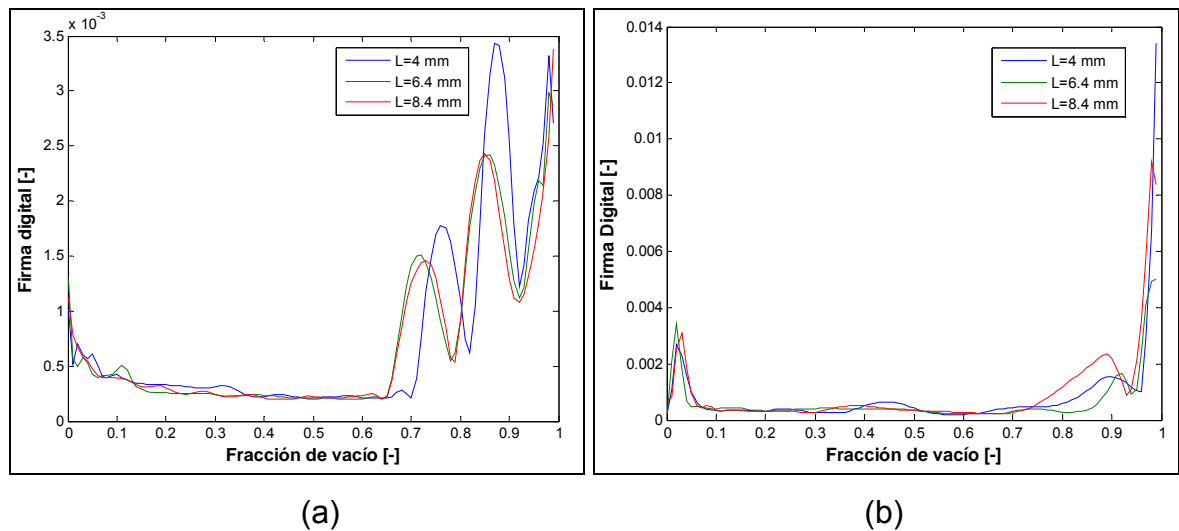 x 10^-3
3.5
3
2.5
2
1.5
1
0.5
0
0 0.1 0.2 0.3 0.4 0.5 0.6 0.7 0.8 0.9 1
Firma digital [-]
Fracción de vacío [-]
L=4 mm
L=6.4 mm
L=8.4 mm
(a)
0.014
0.012
0.01
0.008
0.006
0.004
0.002
0
0 0.1 0.2 0.3 0.4 0.5 0.6 0.7 0.8 0.9 1
Firma Digital [-]
Fracción de vacío [-]
L=4 mm
L=6.4 mm
L=8.4 mm
(b)